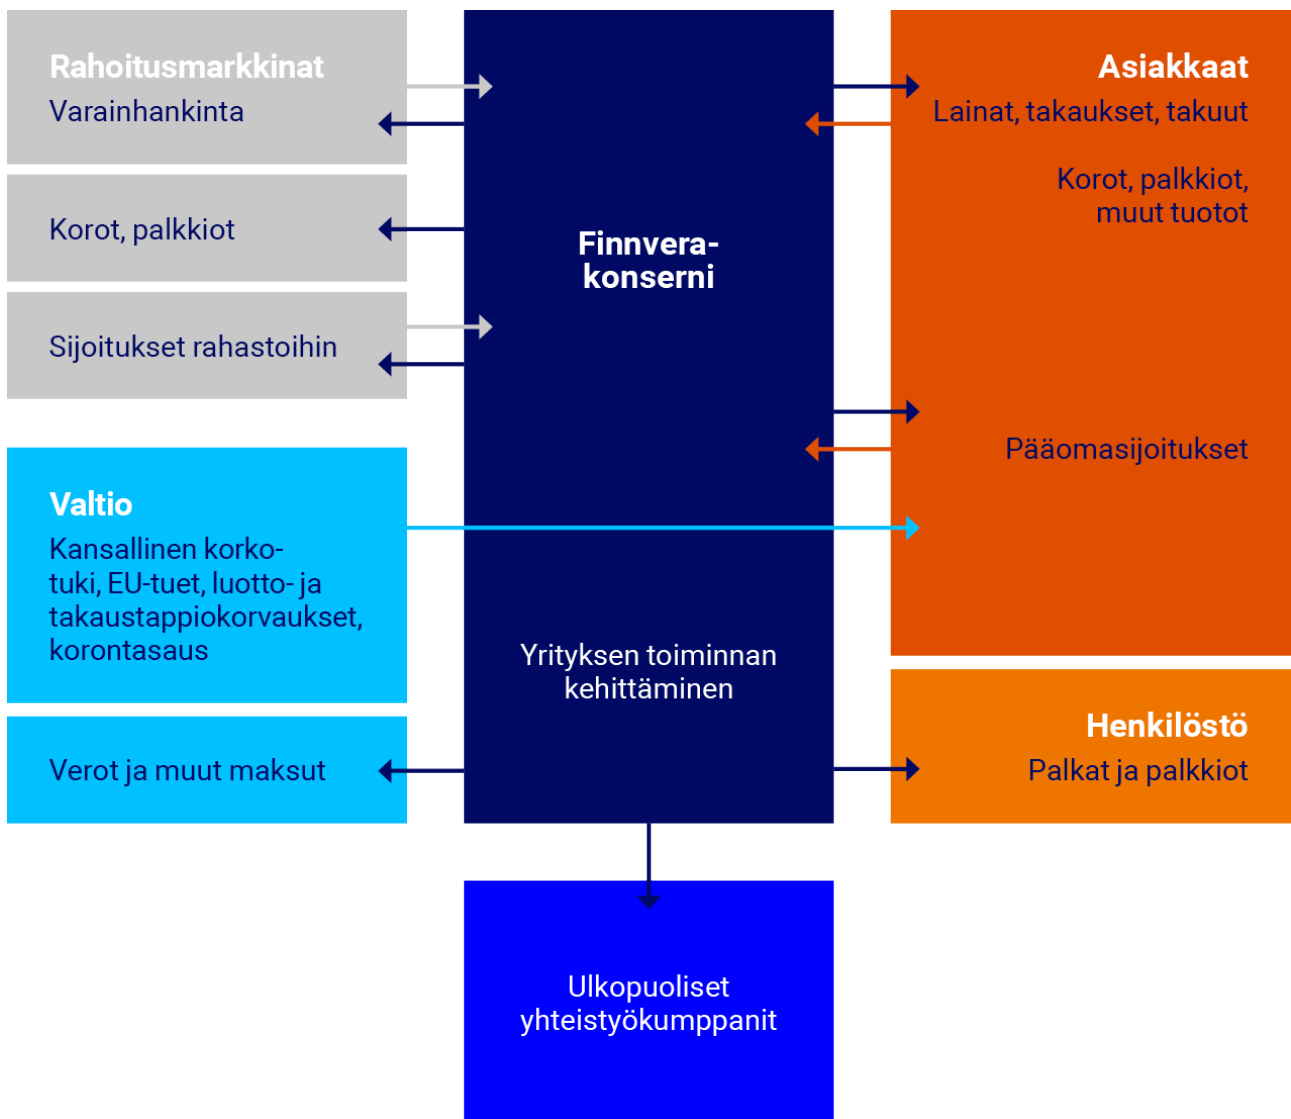 Rahoitusmarkkinat
Varainhankinta
Korot, palkkiot
Sijoitukset rahastoihin
Valtio
Kansallinen korko-
tuki, EU-tuet, luotto- ja
takaustappiokorvaukset,
korontasaus
Verot ja muut maksut
Finnvera-
konserni
Yrityksen toiminnan
kehittäminen
Asiakkaat
Lainat, takaukset, takuut
Korot, palkkiot,
muut tuotot
Pääomasijoitukset
Henkilöstö
Palkat ja palkkiot
Ulkopuoliset
yhteistyökumppanit